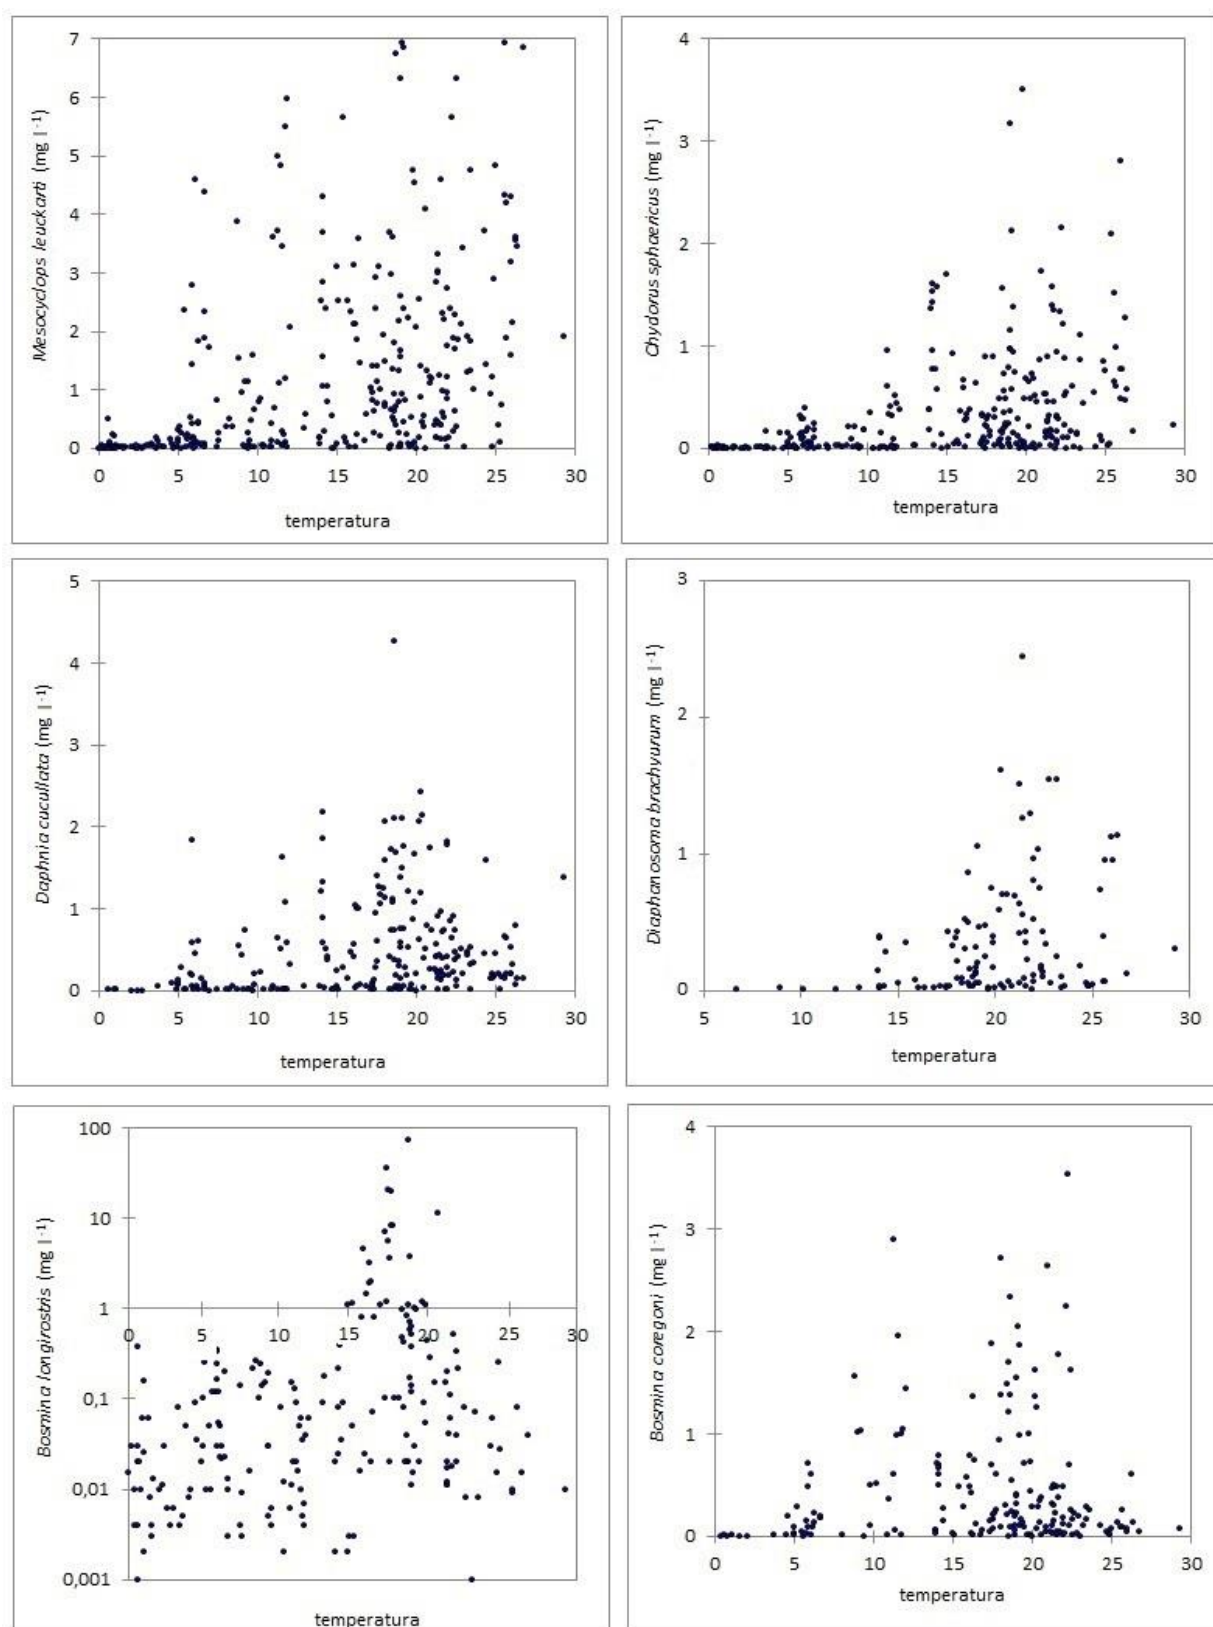 Mesocyclops leuckarti (mg l⁻¹)
7
6
5
4
3
2
1
0
0 5 10 15 20 25 30
temperatura
Chydorus sphaericus (mg l⁻¹)
4
3
2
1
0
0 5 10 15 20 25 30
temperatura
Daphnia cucullata (mg l⁻¹)
5
4
3
2
1
0
0 5 10 15 20 25 30
temperatura
Diaphanosoma brachyurum (mg l⁻¹)
3
2
1
0
5 10 15 20 25 30
temperatura
Bosmina longirostris (mg l⁻¹)
100
10
1
0 5 10 15 20 25 30
0,1
0,01
0,001
temperatura
Bosmina coregoni (mg l⁻¹)
4
3
2
1
0
0 5 10 15 20 25 30
temperatura